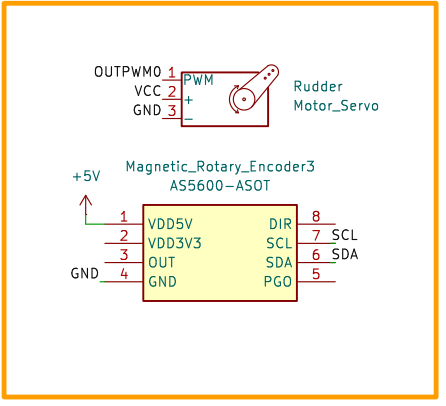 OUTPWM0 1 PWM
VCC 2 +
GND 3 -
Rudder
Motor_Servo
Magnetic_Rotary_Encoder3
AS5600-ASOT
+5V
1 VDD5V DIR 8
2 VDD3V3 SCL 7 SCL
3 OUT SDA 6 SDA
GND 4 GND PGO 5